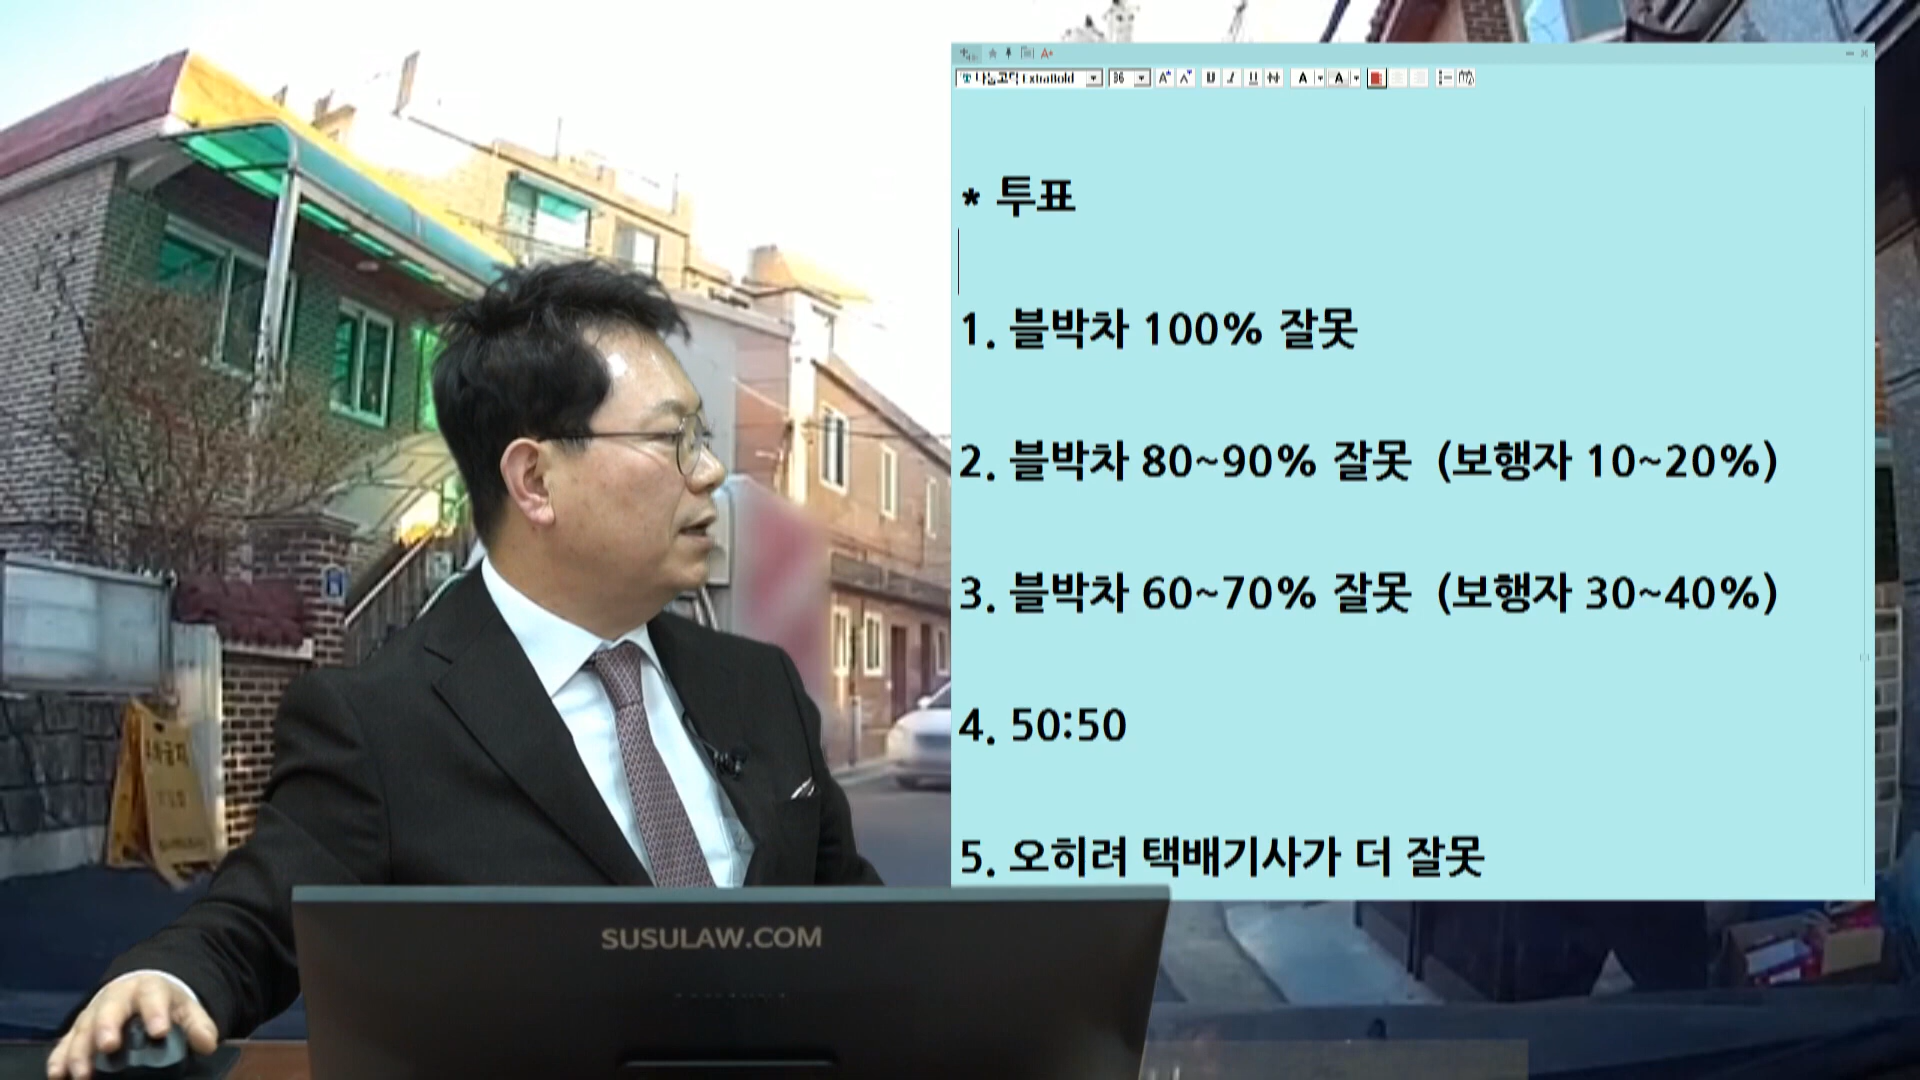 36
* 투표
1. 블박차 100% 잘못
2. 블박차 80~90% 잘못 (보행자 10~20%)
3. 블박차 60~70% 잘못 (보행자 30~40%)
4. 50:50
5. 오히려 택배기사가 더 잘못
SUSULAW.COM